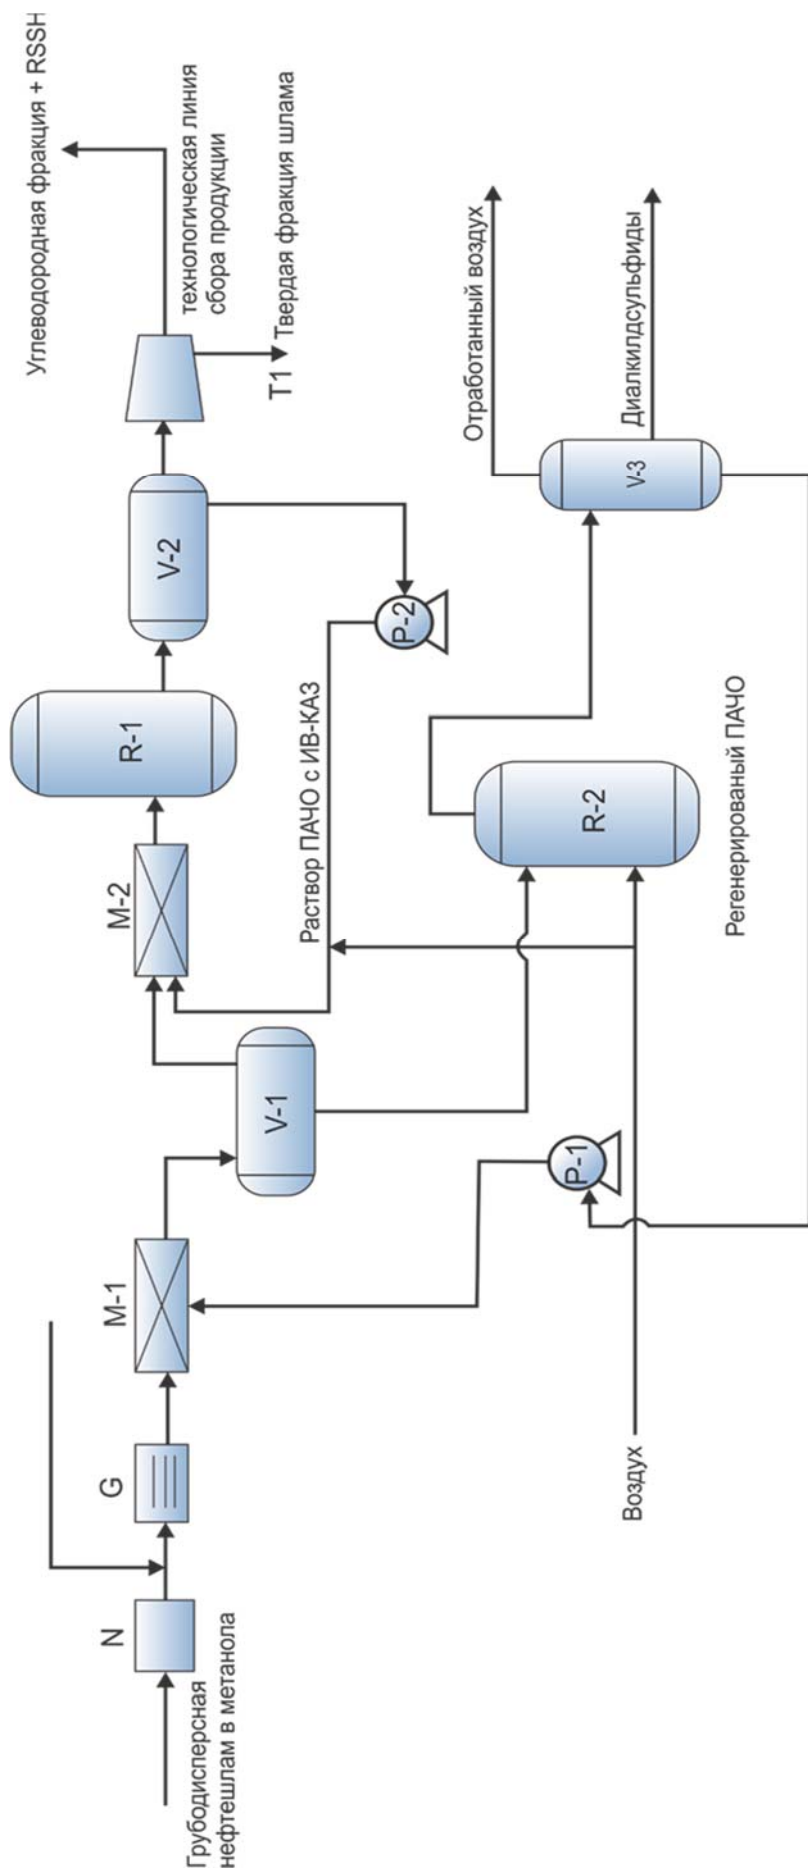 Углеводородная фракция + RSSH
технологическая линия
сбора продукции
T1
Твердая фракция шлама
V-2
R-1
M-2
P-2
Раствор ПАЧО с ИВ-КАЗ
V-1
M-1
G
N
Грубодисперсная
нефтешлам в метанола
P-1
Отработанный воздух
Диалкилдсульфиды
V-3
R-2
Регенерированый ПАЧО
Воздух